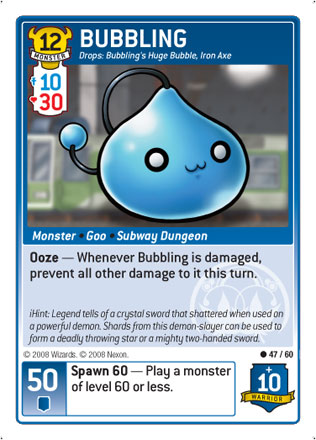 12
MONSTER
BUBBLING
Drops: Bubbling's Huge Bubble, Iron Axe
10
30
Monster • Goo • Subway Dungeon
Ooze — Whenever Bubbling is damaged,
prevent all other damage to it this turn.
iHint: Legend tells of a crystal sword that shattered when used on
a powerful demon. Shards from this demon-slayer can be used to
form a deadly throwing star or a mighty two-handed sword.
© 2008 Wizards. © 2008 Nexon.
● 47 / 60
50
Spawn 60 — Play a monster
of level 60 or less.
+
10
WARRIOR